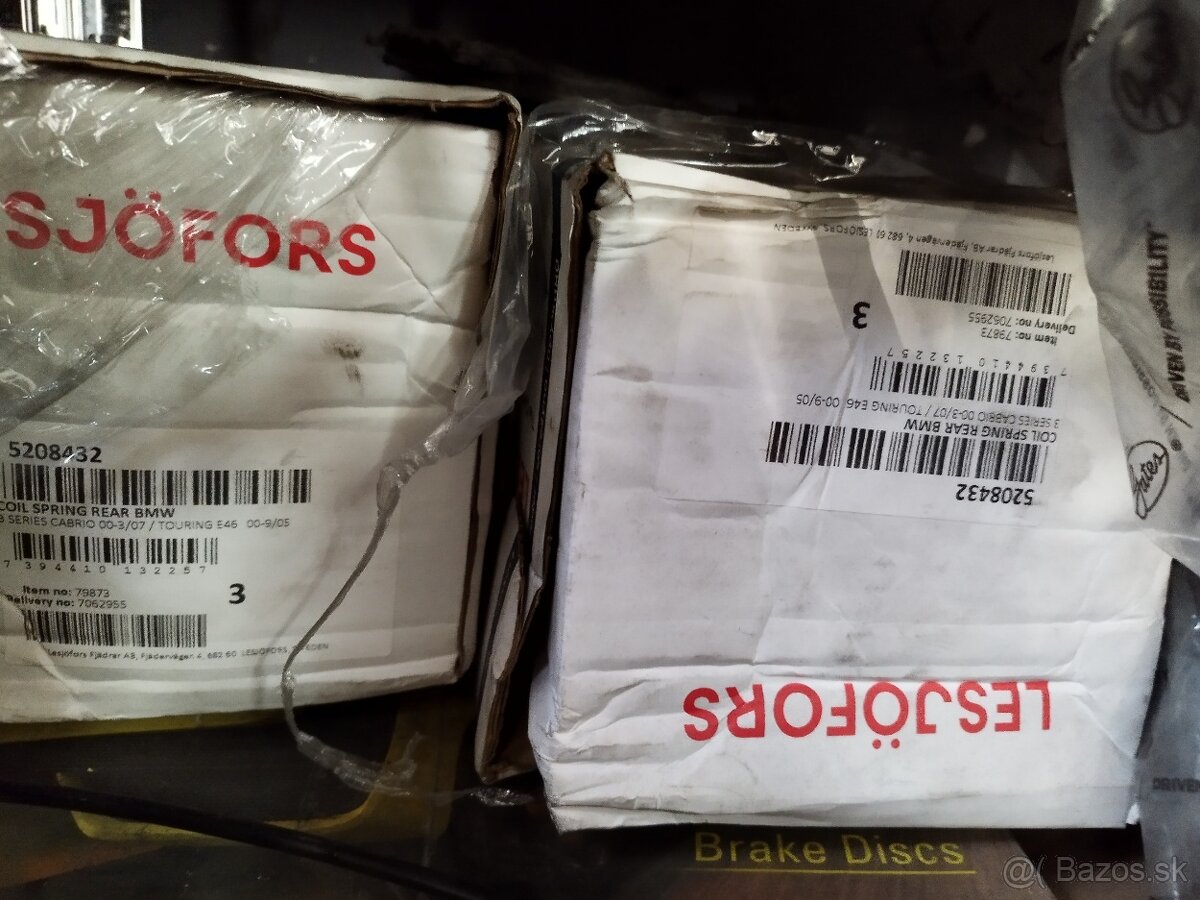 SJÖFORS
5208432
COIL SPRING REAR BMW
3 SERIES CABRIO 00-3/07 / TOURING E46 00-9/05
7 394410 132257
Item no: 79873
Delivery no: 7062955
3
Lesjöfors Fjädrar AB, Fjädervägen 4, 682 60 LESJÖFORS, SWEDEN
LESJÖFORS
5208432
COIL SPRING REAR BMW
3 SERIES CABRIO 00-3/07 / TOURING E46 00-9/05
7 394410 132257
Item no: 79873
Delivery no: 7062955
3
Lesjöfors Fjädrar AB, Fjädervägen 4, 682 60 LESJÖFORS, SWEDEN
Gates
DRIVEN BY POSSIBILITY™
Gates®
Brake Discs
@( Bazos.sk